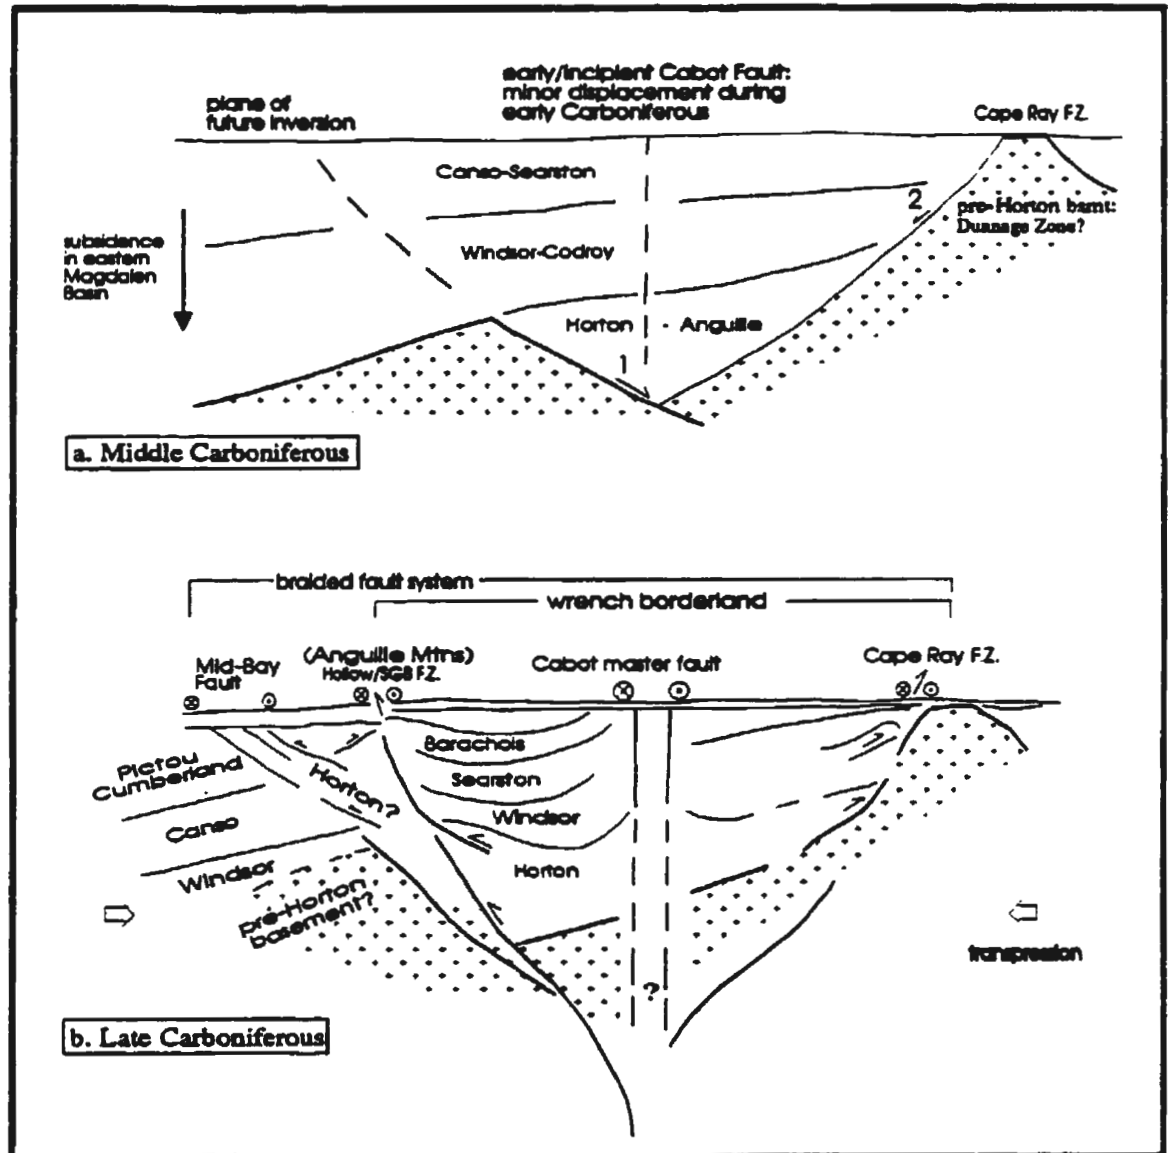 early/incipient Cabot Fault:
minor displacement during
early Carboniferous
plane of
future inversion
Cape Ray F.Z.
Canso-Searston
2
pre-Horton bsmt:
Dunnage Zone?
subsidence
in eastern
Magdalen
Basin
Windsor-Codroy
Horton - Anguille
1
a. Middle Carboniferous
braided fault system
wrench borderland
(Anguille Mtns)
Hollow/SGB F.Z.
Mid-Bay
Fault
Cabot master fault
Cape Ray F.Z.
Barachois
Pictou
Cumberland
Horton?
Searston
Windsor
Canso
Windsor
Horton
pre-Horton
basement?
transpression
?
b. Late Carboniferous